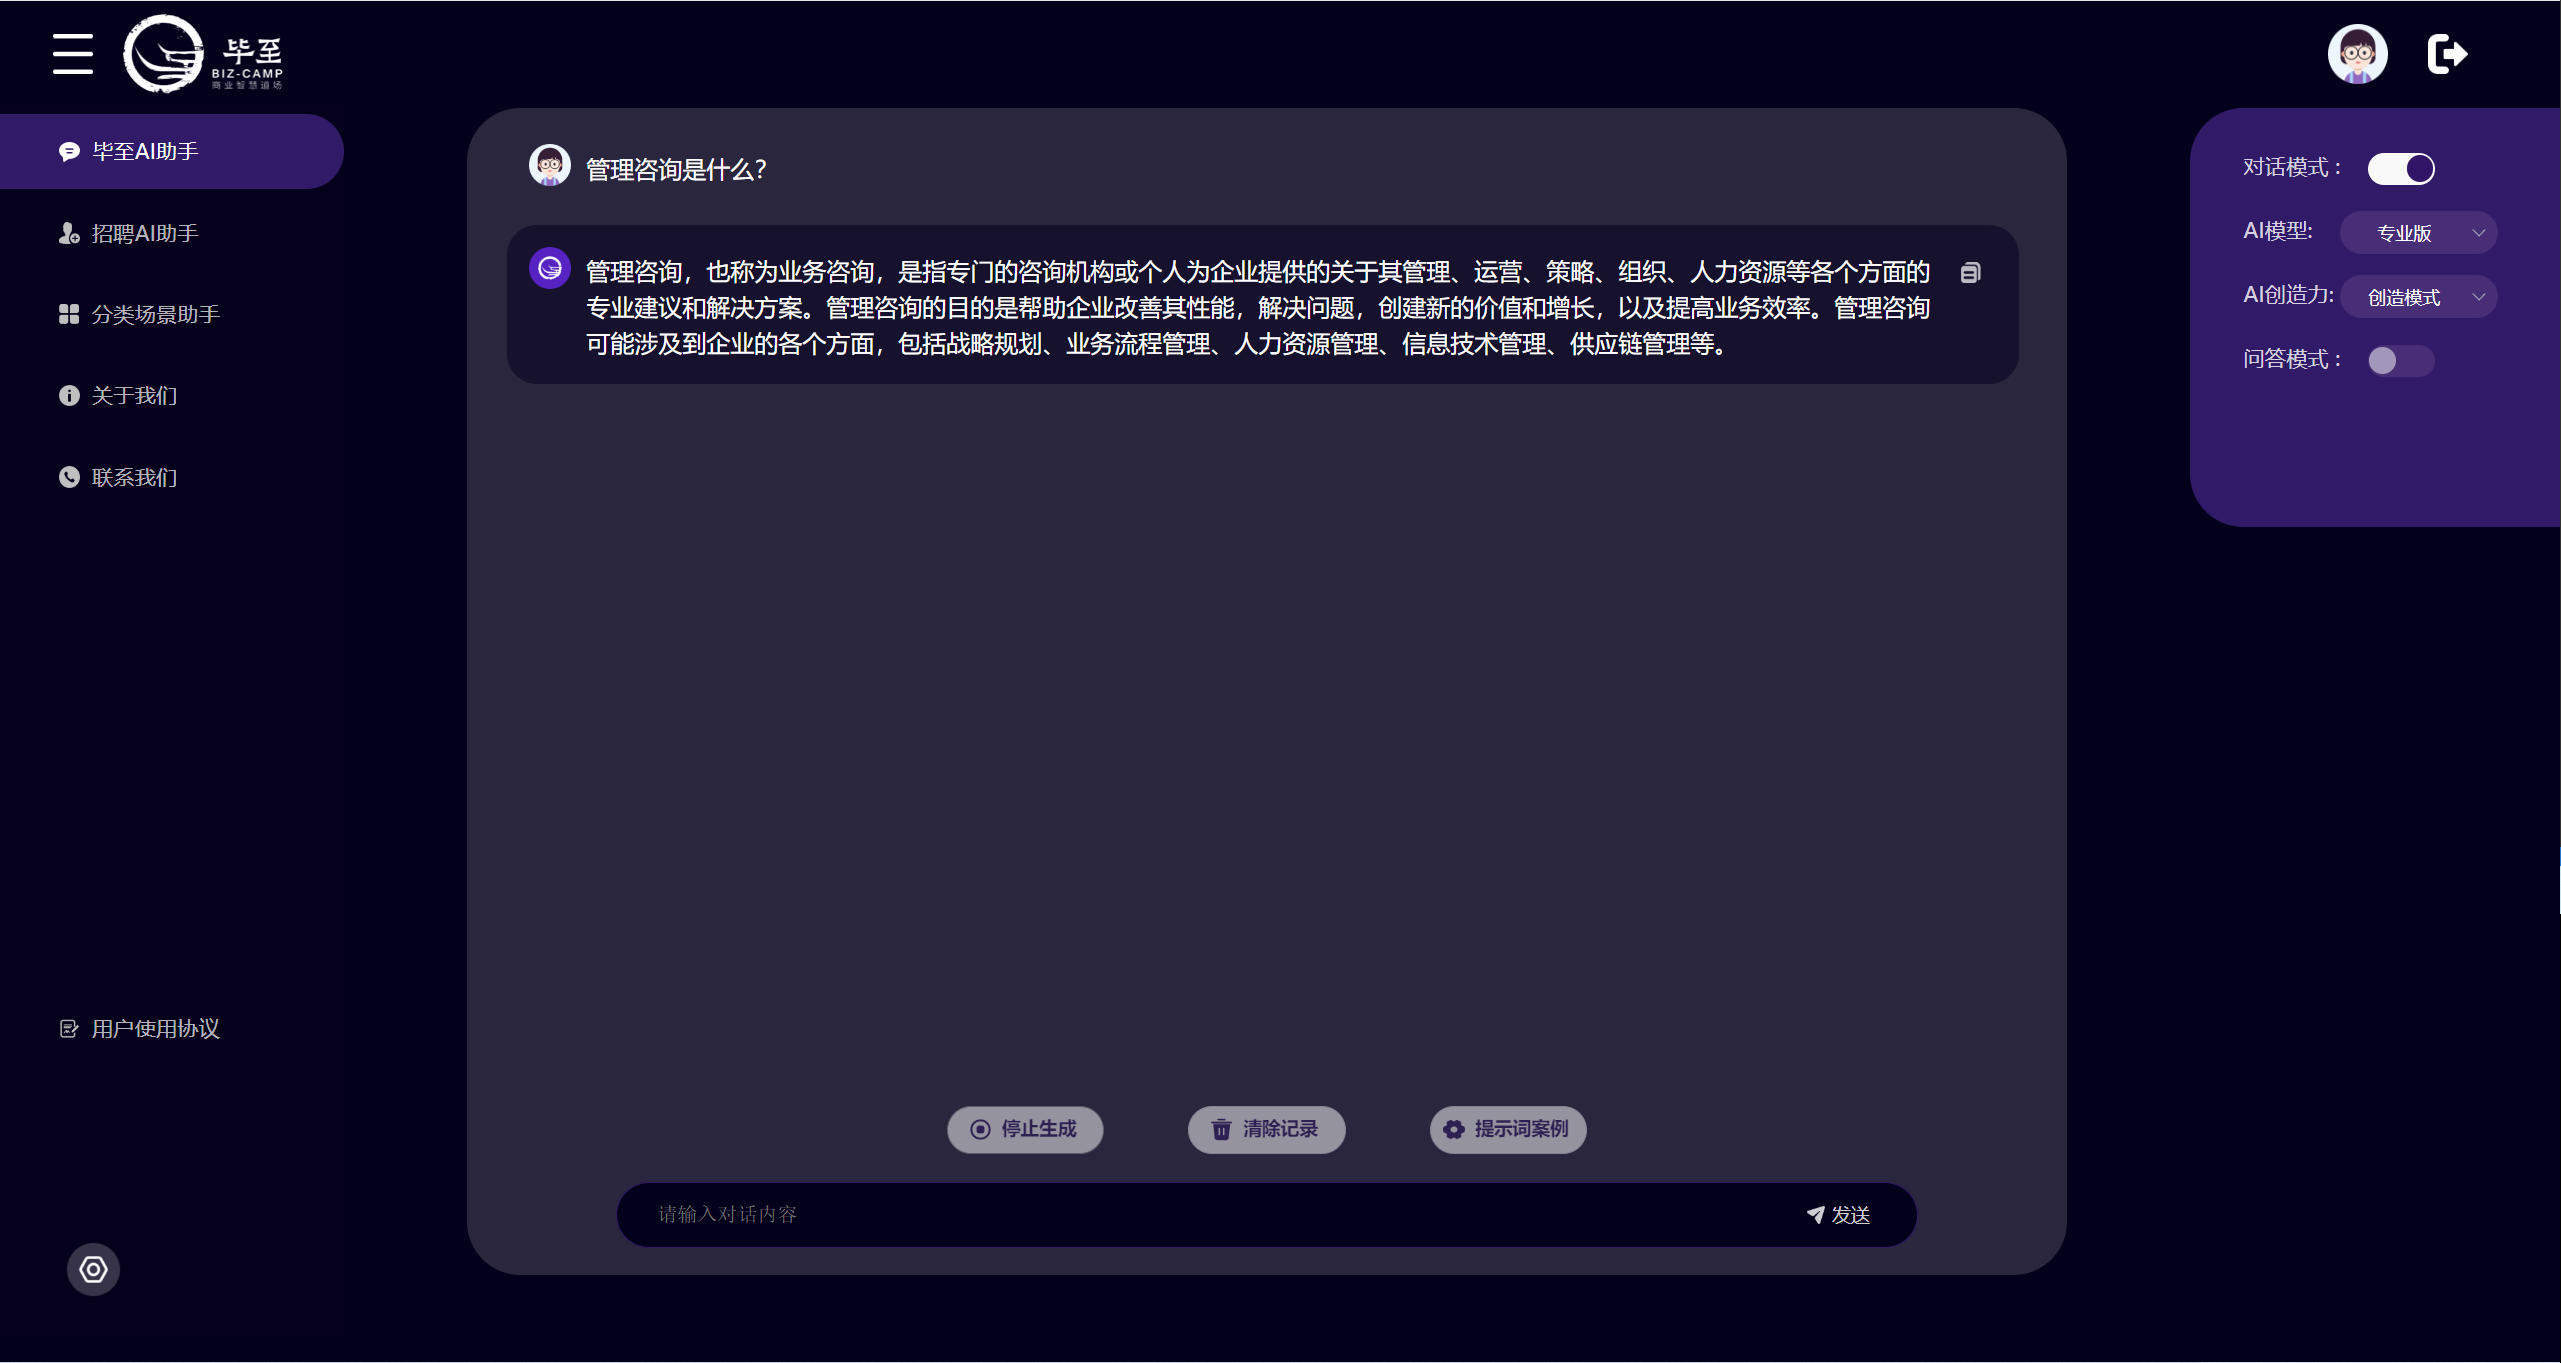 毕至
BIZ-CAMP
商业智慧道场
毕至AI助手
招聘AI助手
分类场景助手
关于我们
联系我们
用户使用协议
管理咨询是什么？
管理咨询，也称为业务咨询，是指专门的咨询机构或个人为企业提供的关于其管理、运营、策略、组织、人力资源等各个方面的
专业建议和解决方案。管理咨询的目的是帮助企业改善其性能，解决问题，创建新的价值和增长，以及提高业务效率。管理咨询
可能涉及到企业的各个方面，包括战略规划、业务流程管理、人力资源管理、信息技术管理、供应链管理等。
停止生成
清除记录
提示词案例
请输入对话内容
发送
对话模式：
AI模型: 专业版
AI创造力: 创造模式
问答模式：